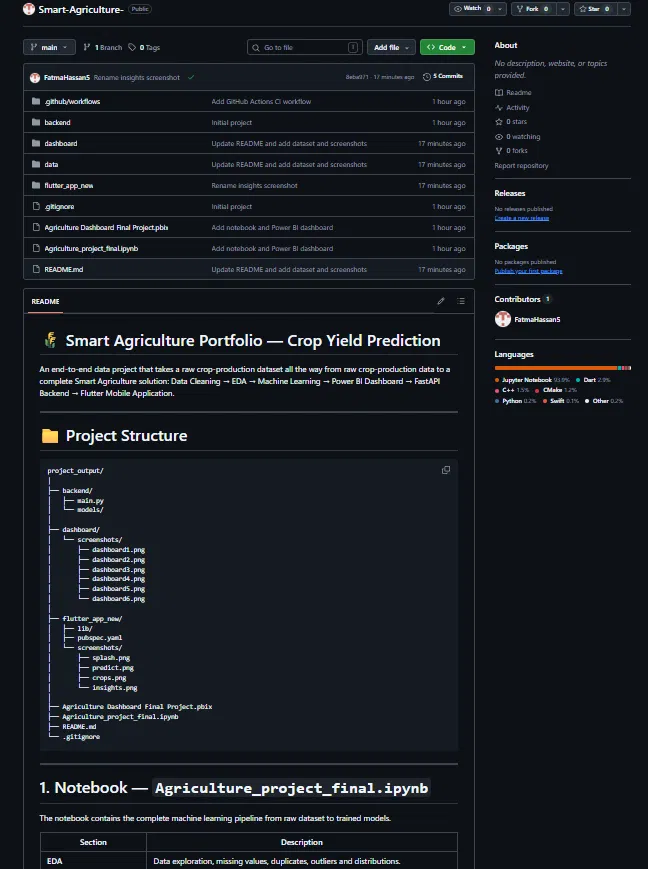 Smart-Agriculture- Public
Watch 0 Fork 0 Star 0
main 1 Branch 0 Tags Go to file Add file Code
FatmaHassan5 Rename insights screenshot 8eba971 · 17 minutes ago 5 Commits
.github/workflows Add GitHub Actions CI workflow 1 hour ago
backend Initial project 1 hour ago
dashboard Update README and add dataset and screenshots 17 minutes ago
data Update README and add dataset and screenshots 17 minutes ago
flutter_app_new Rename insights screenshot 17 minutes ago
.gitignore Initial project 1 hour ago
Agriculture Dashboard Final Project.pbix Add notebook and Power BI dashboard 1 hour ago
Agriculture_project_final.ipynb Add notebook and Power BI dashboard 1 hour ago
README.md Update README and add dataset and screenshots 17 minutes ago
README
Smart Agriculture Portfolio — Crop Yield Prediction
An end-to-end data project that takes a raw crop-production dataset all the way from raw crop-production data to a
complete Smart Agriculture solution: Data Cleaning → EDA → Machine Learning → Power BI Dashboard → FastAPI
Backend → Flutter Mobile Application.
Project Structure
project_output/
│
├── backend/
│   ├── main.py
│   └── models/
│
├── dashboard/
│   └── screenshots/
│       ├── dashboard1.png
│       ├── dashboard2.png
│       ├── dashboard3.png
│       ├── dashboard4.png
│       ├── dashboard5.png
│       └── dashboard6.png
│
├── flutter_app_new/
│   ├── lib/
│   ├── pubspec.yaml
│   └── screenshots/
│       ├── splash.png
│       ├── predict.png
│       ├── crops.png
│       └── insights.png
│
├── Agriculture Dashboard Final Project.pbix
├── Agriculture_project_final.ipynb
├── README.md
└── .gitignore
1. Notebook — Agriculture_project_final.ipynb
The notebook contains the complete machine learning pipeline from raw dataset to trained models.
Section Description
EDA Data exploration, missing values, duplicates, outliers and distributions.
About
No description, website, or topics
provided.
Readme
Activity
0 stars
0 watching
0 forks
Report repository
Releases
No releases published
Create a new release
Packages
No packages published
Publish your first package
Contributors 1
FatmaHassan5
Languages
Jupyter Notebook 93.9% Dart 2.9%
C++ 1.5% CMake 1.2%
Python 0.2% Swift 0.1% Other 0.2%